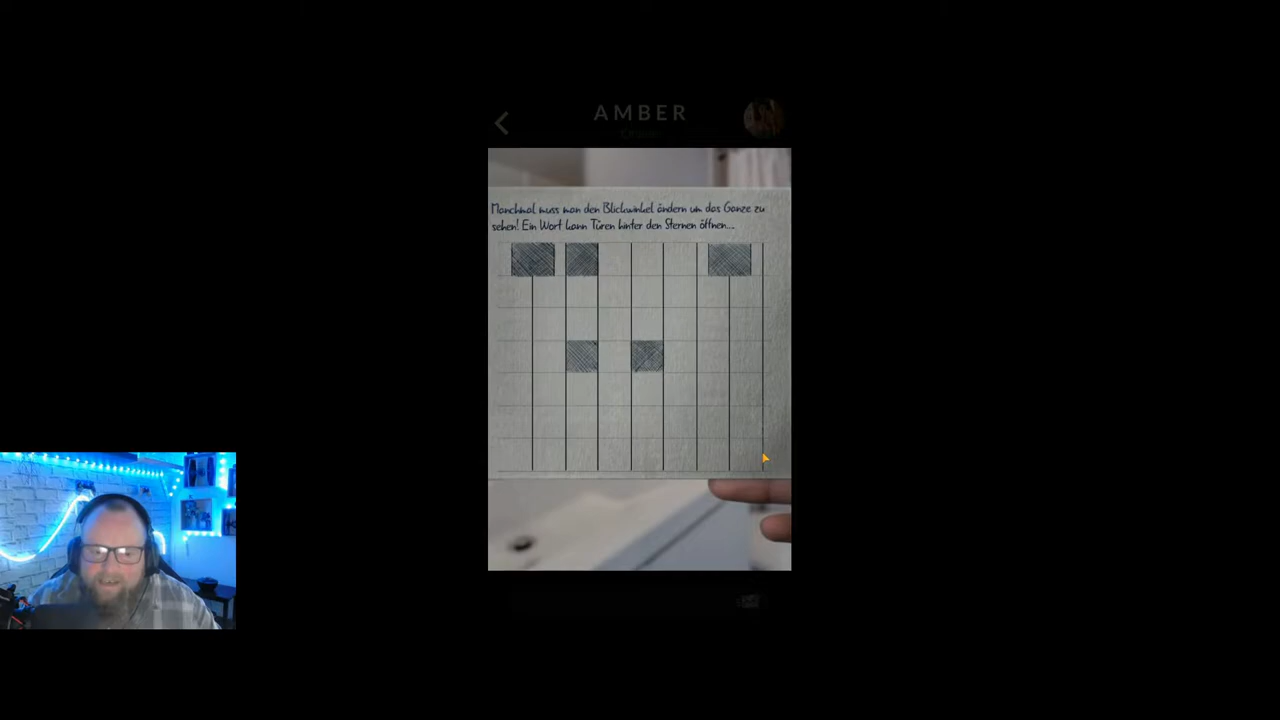 AMBER
Manchmal muss man den Blickwinkel ändern um das Ganze zu
sehen! Ein Wort kann Türen hinter den Sternen öffnen...